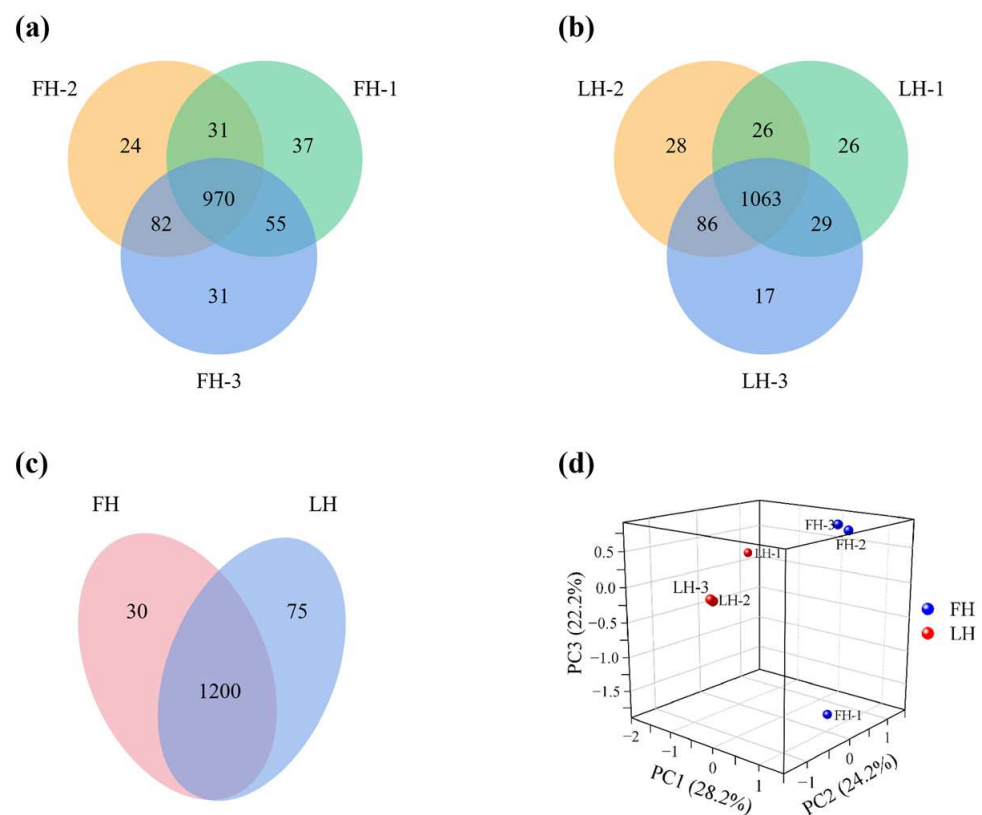 (a)
FH-2
FH-1
24
31
37
970
82
55
31
FH-3
(b)
LH-2
LH-1
28
26
26
1063
86
29
17
LH-3
(c)
FH
LH
30
75
1200
(d)
FH-3
FH-2
LH-1
LH-3
LH-2
FH-1
0.5
0.0
−0.5
−1.0
−1.5
PC3 (22.2%)
−2
−1
0
1
PC1 (28.2%)
−1
0
1
PC2 (24.2%)
FH
LH